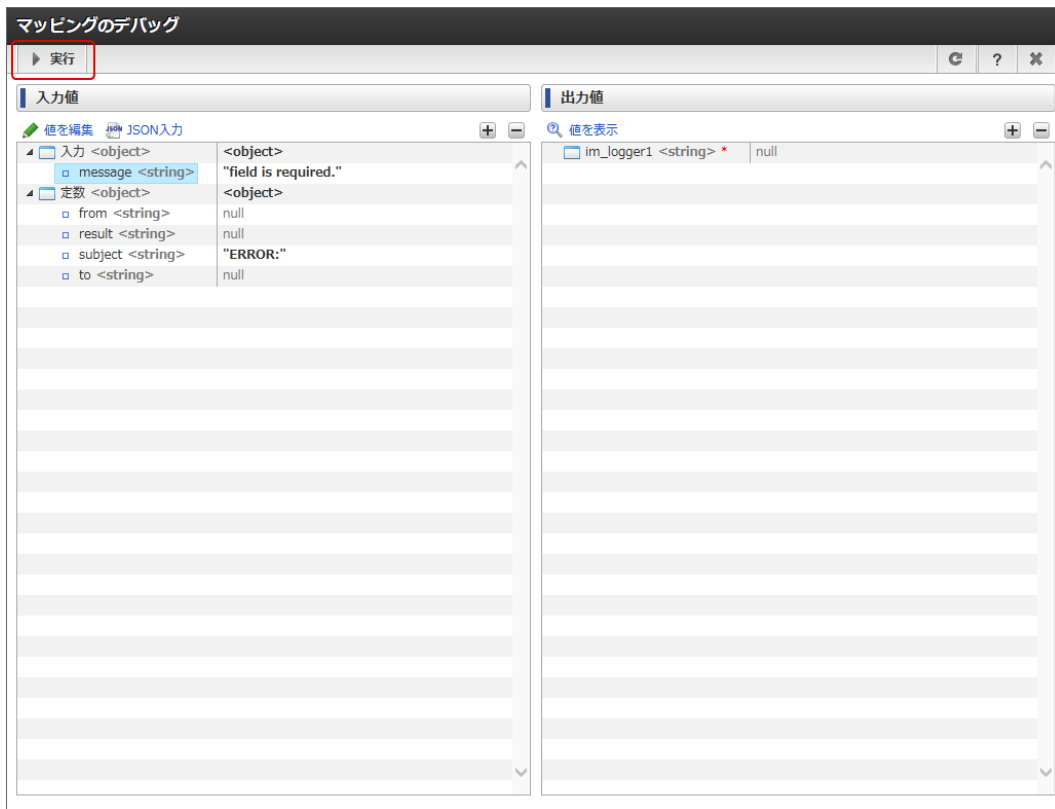 マッピングのデバッグ
実行 ?
入力値
値を編集 JSON JSON入力
入力 <object> <object>
message <string> "field is required."
定数 <object> <object>
from <string> null
result <string> null
subject <string> "ERROR:"
to <string> null
出力値
値を表示
im_logger1 <string> * null